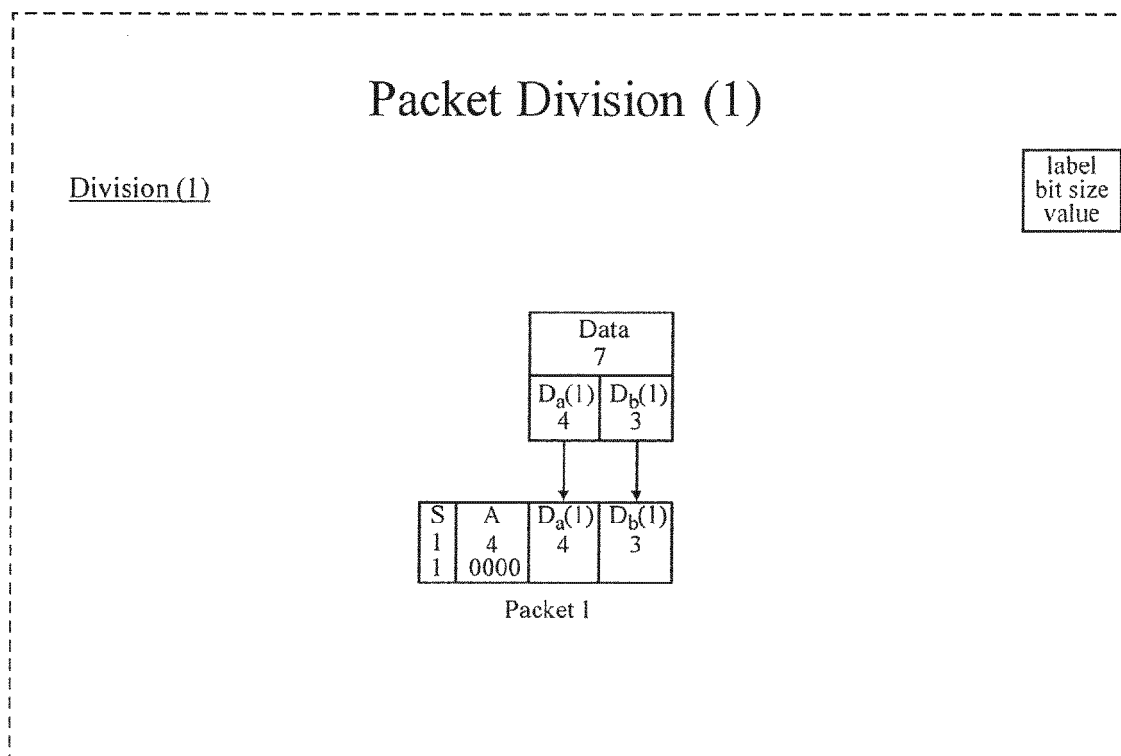 Packet Division (1)
Division (1)
label
bit size
value
Data
7
Da(1) Db(1)
4 3
S A Da(1) Db(1)
1 4 4 3
1 0000
Packet 1